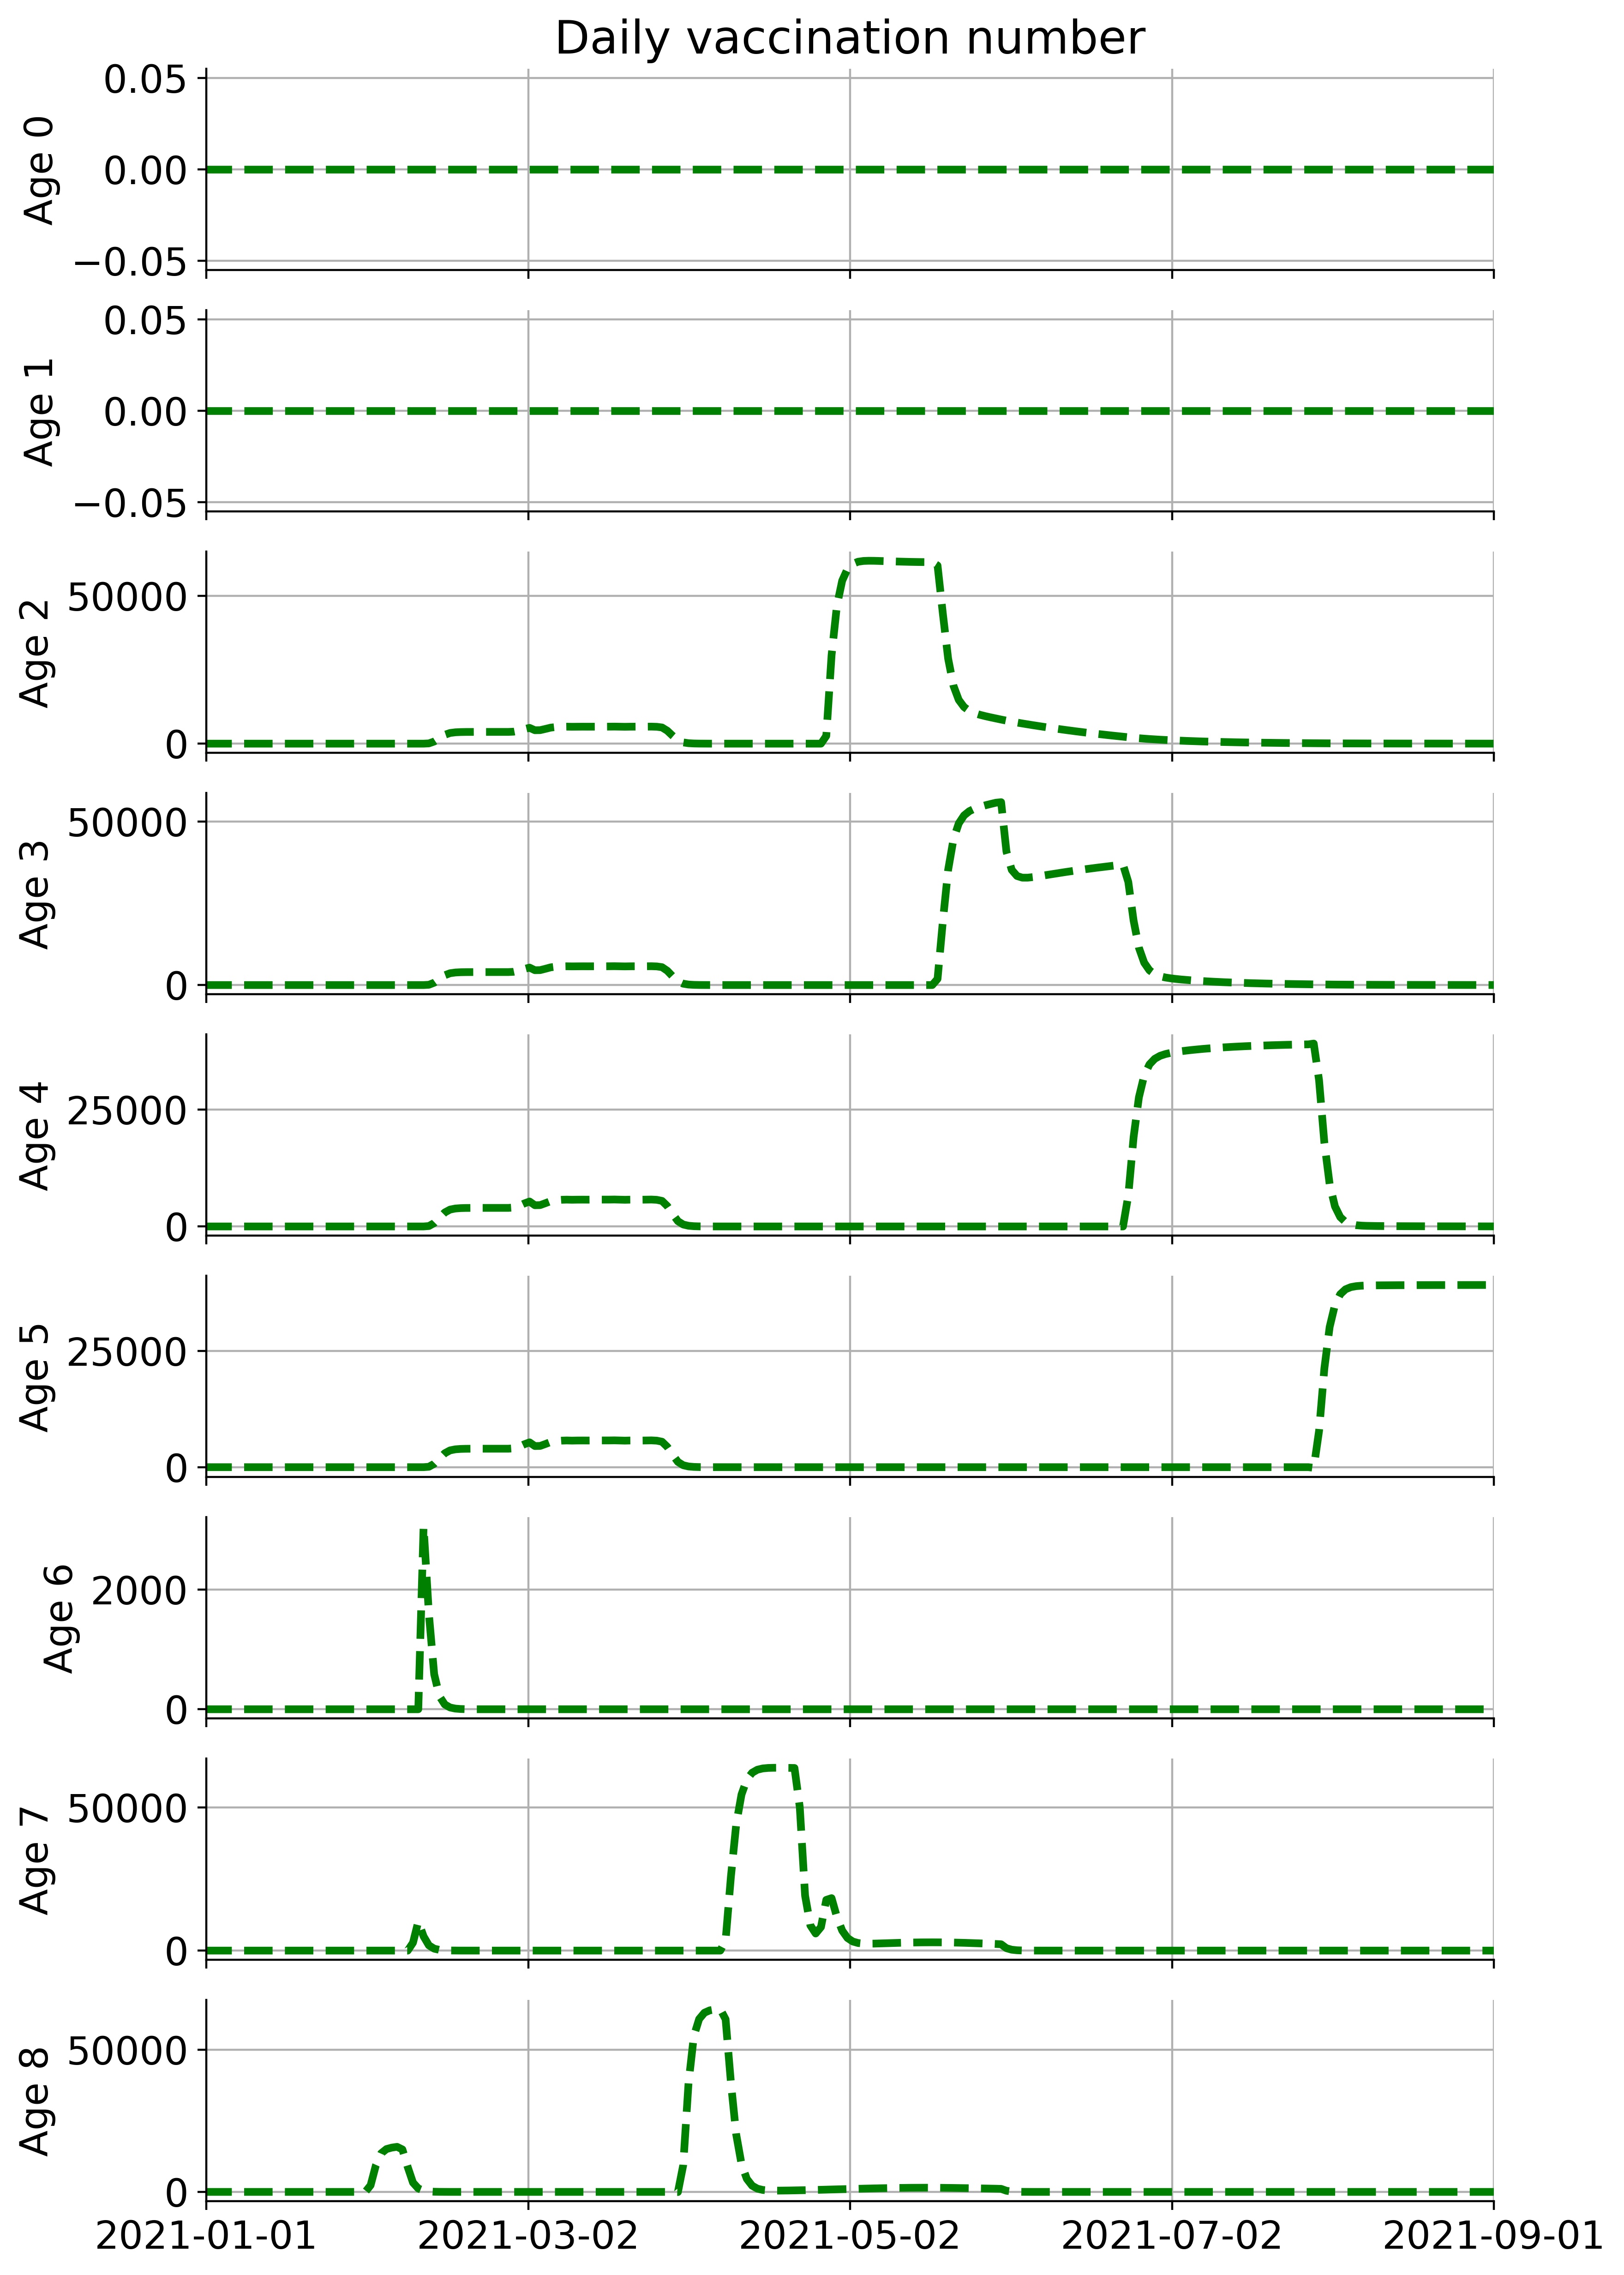 Daily vaccination number
0.05
0.00
−0.05
Age 0
0.05
0.00
−0.05
Age 1
50000
0
Age 2
50000
0
Age 3
25000
0
Age 4
25000
0
Age 5
2000
0
Age 6
50000
0
Age 7
50000
0
Age 8
2021-01-01 2021-03-02 2021-05-02 2021-07-02 2021-09-01